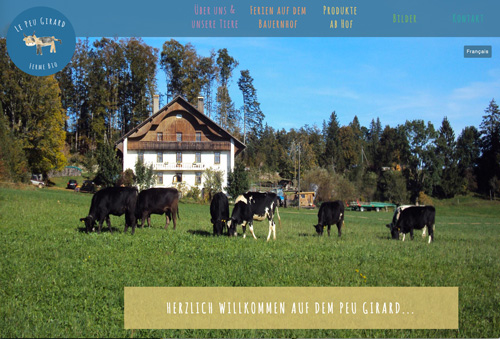 LE PEU GIRARD
FERME BIO
Über uns &
unsere Tiere
Ferien auf dem
Bauernhof
Produkte
ab Hof
Bilder
Kontakt
Français
HERZLICH WILLKOMMEN AUF DEM PEU GIRARD...